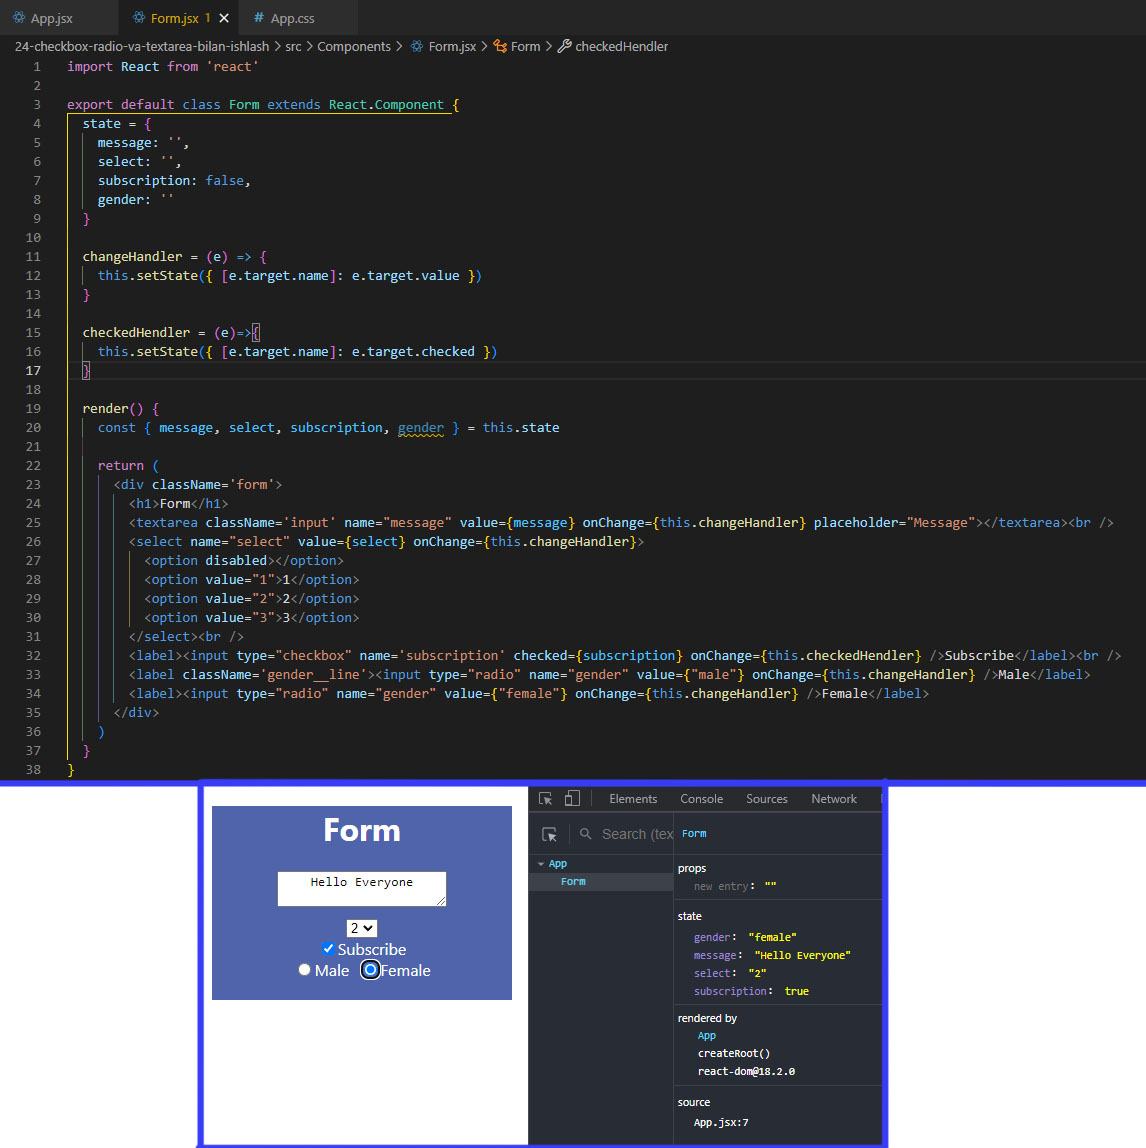 App.jsx Form.jsx 1 × # App.css
24-checkbox-radio-va-textarea-bilan-ishlash > src > Components > Form.jsx > Form > checkedHendler
1 import React from 'react'
2
3 export default class Form extends React.Component {
4 state = {
5 message: '',
6 select: '',
7 subscription: false,
8 gender: ''
9 }
10
11 changeHandler = (e) => {
12 this.setState({ [e.target.name]: e.target.value })
13 }
14
15 checkedHendler = (e)=>{
16 this.setState({ [e.target.name]: e.target.checked })
17 }
18
19 render() {
20 const { message, select, subscription, gender } = this.state
21
22 return (
23 <div className='form'>
24 <h1>Form</h1>
25 <textarea className='input' name="message" value={message} onChange={this.changeHandler} placeholder="Message"></textarea><br />
26 <select name="select" value={select} onChange={this.changeHandler}>
27 <option disabled></option>
28 <option value="1">1</option>
29 <option value="2">2</option>
30 <option value="3">3</option>
31 </select><br />
32 <label><input type="checkbox" name='subscription' checked={subscription} onChange={this.checkedHendler} />Subscribe</label><br />
33 <label className='gender__line'><input type="radio" name="gender" value={"male"} onChange={this.changeHandler} />Male</label>
34 <label><input type="radio" name="gender" value={"female"} onChange={this.changeHandler} />Female</label>
35 </div>
36 )
37 }
38 }
Form
Hello Everyone
2
Subscribe
Male Female
Elements Console Sources Network
Search (tex
App
Form
Form
props
new entry: ""
state
gender: "female"
message: "Hello Everyone"
select: "2"
subscription: true
rendered by
App
createRoot()
react-dom@18.2.0
source
App.jsx:7